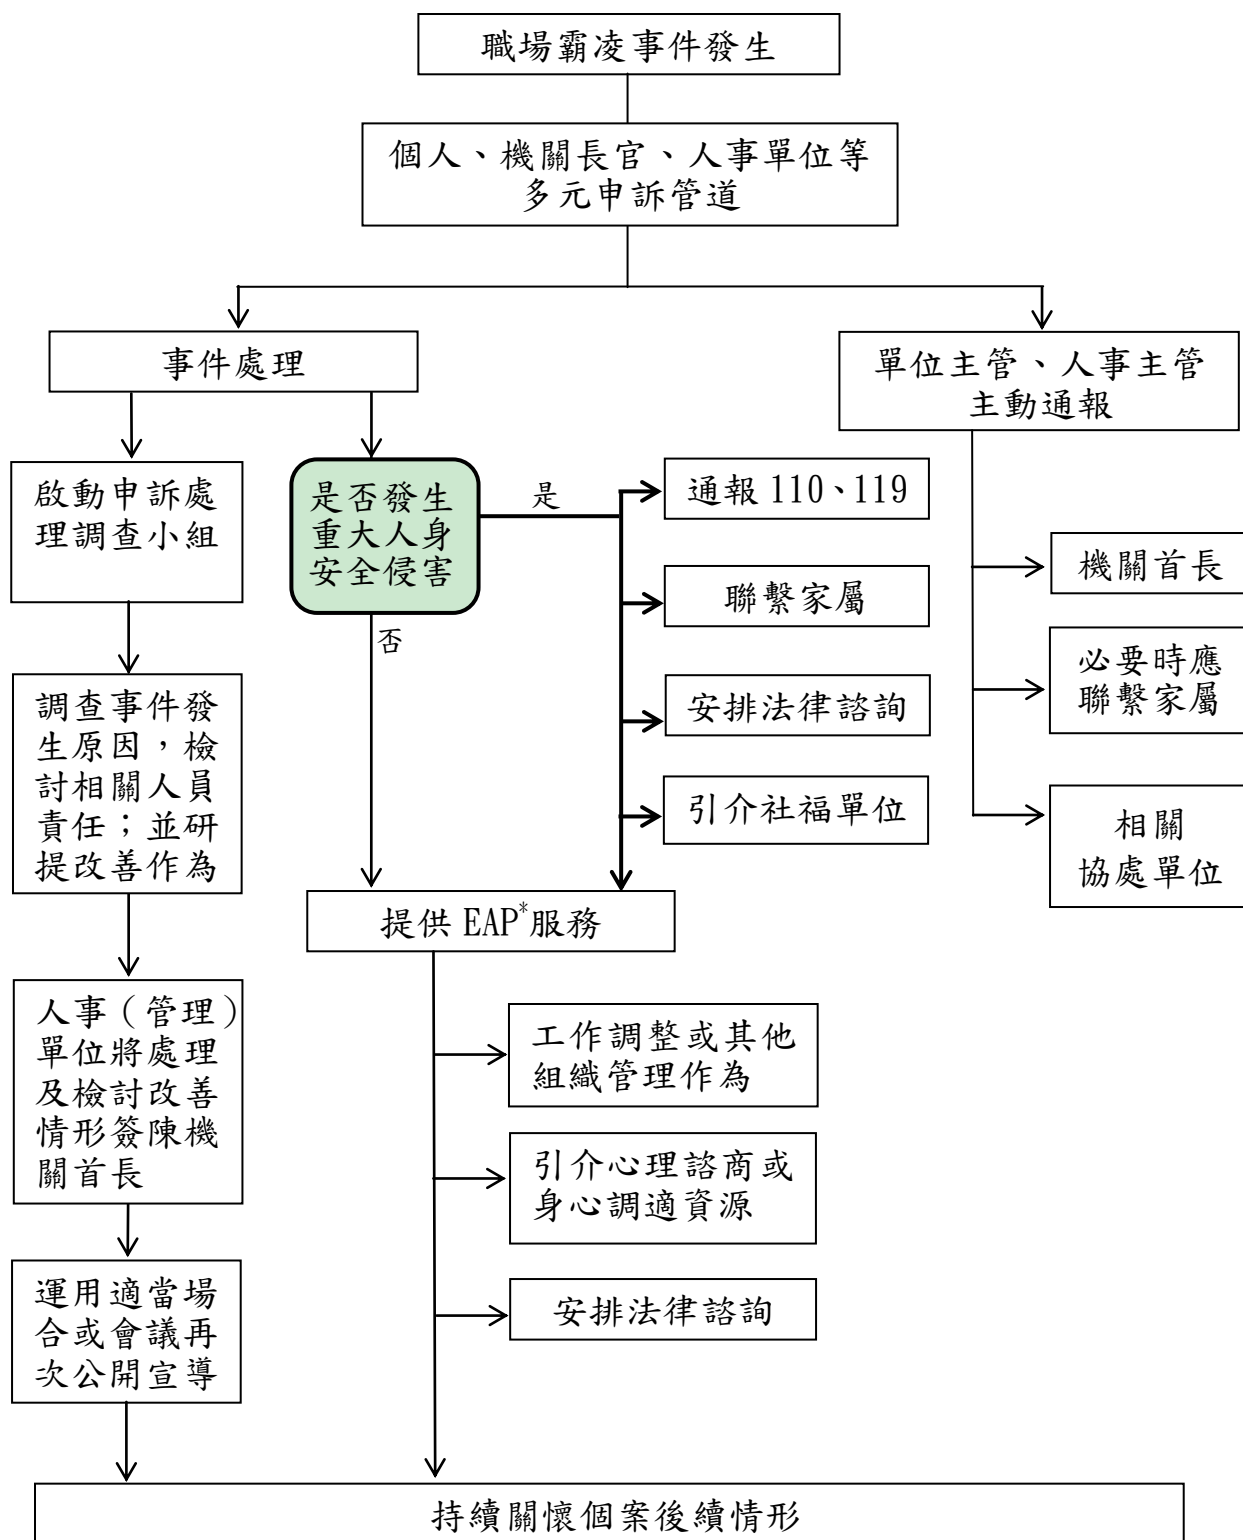 職場霸凌事件發生
個人、機關長官、人事單位等
多元申訴管道
事件處理
單位主管、人事主管
主動通報
啟動申訴處
理調查小組
是否發生
重大人身
安全侵害
是
否
通報 110、119
聯繫家屬
安排法律諮詢
引介社福單位
機關首長
必要時應
聯繫家屬
相關
協處單位
調查事件發
生原因，檢
討相關人員
責任；並研
提改善作為
提供 EAP*服務
人事（管理）
單位將處理
及檢討改善
情形簽陳機
關首長
工作調整或其他
組織管理作為
引介心理諮商或
身心調適資源
安排法律諮詢
運用適當場
合或會議再
次公開宣導
持續關懷個案後續情形